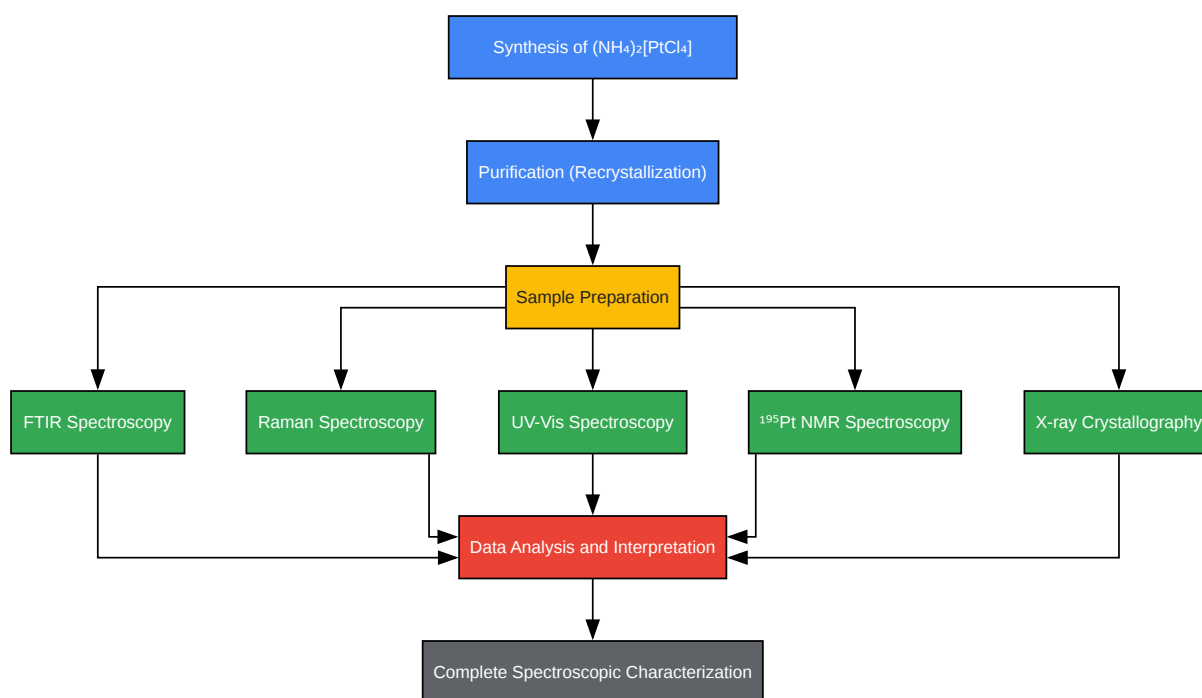 Synthesis of (NH₄)₂[PtCl₄]
Purification (Recrystallization)
Sample Preparation
FTIR Spectroscopy
Raman Spectroscopy
UV-Vis Spectroscopy
¹⁹⁵Pt NMR Spectroscopy
X-ray Crystallography
Data Analysis and Interpretation
Complete Spectroscopic Characterization